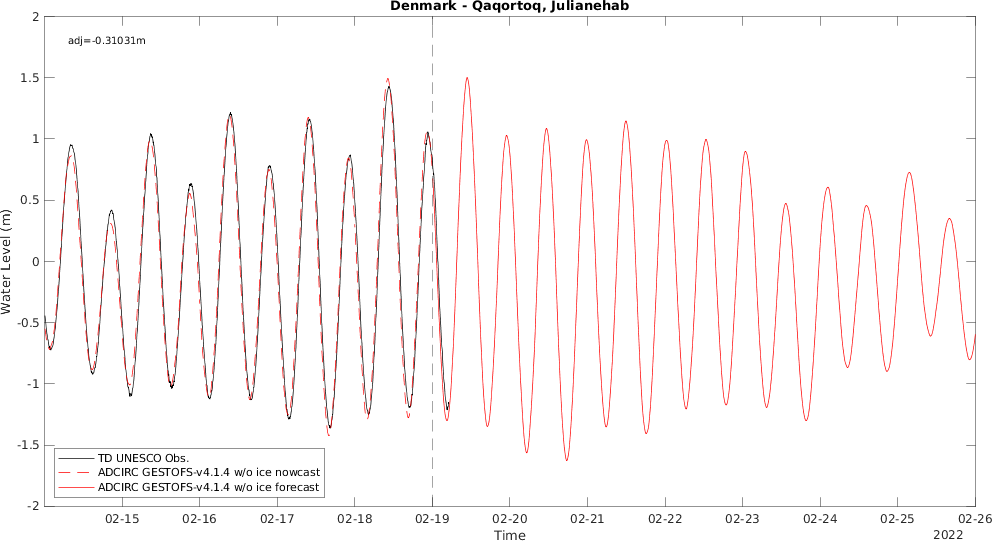 Denmark - Qaqortoq, Julianehab
adj=-0.31031m
2
1.5
1
0.5
0
-0.5
-1
-1.5
-2
Water Level (m)
TD UNESCO Obs.
ADCIRC GESTOFS-v4.1.4 w/o ice nowcast
ADCIRC GESTOFS-v4.1.4 w/o ice forecast
02-15 02-16 02-17 02-18 02-19 02-20 02-21 02-22 02-23 02-24 02-25 02-26
Time
2022